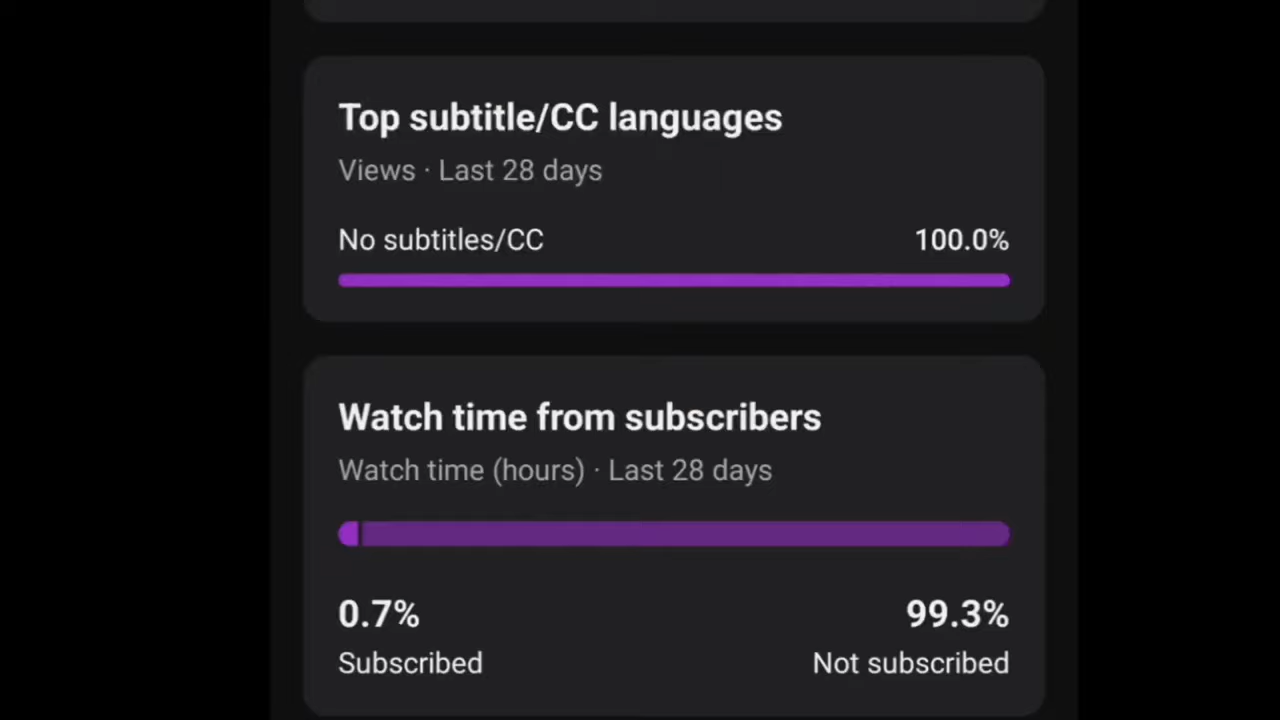 Top subtitle/CC languages
Views · Last 28 days
No subtitles/CC 100.0%
Watch time from subscribers
Watch time (hours) · Last 28 days
0.7% 99.3%
Subscribed Not subscribed